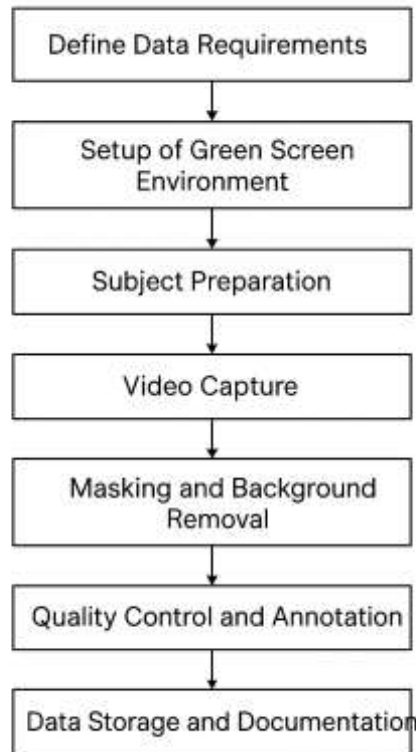 Define Data Requirements
Setup of Green Screen
Environment
Subject Preparation
Video Capture
Masking and Background
Removal
Quality Control and Annotation
Data Storage and Documentation